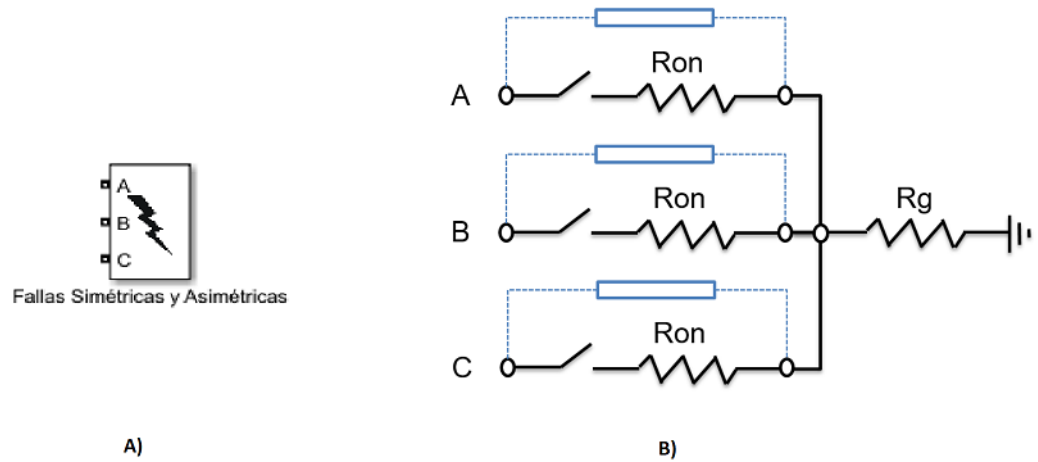 A
B
C
Fallas Simétricas y Asimétricas
A)
Ron
A
Ron
B
Rg
Ron
C
B)